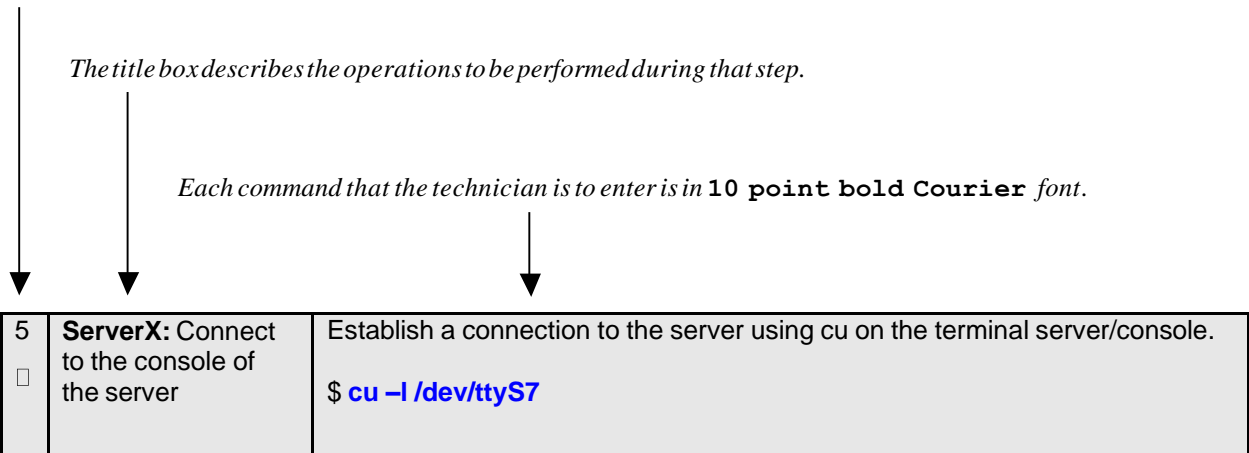 The title box describes the operations to be performed during that step.
Each command that the technician is to enter is in 10 point bold Courier font.
5
□
ServerX: Connect
to the console of
the server
Establish a connection to the server using cu on the terminal server/console.
$ cu –l /dev/ttyS7